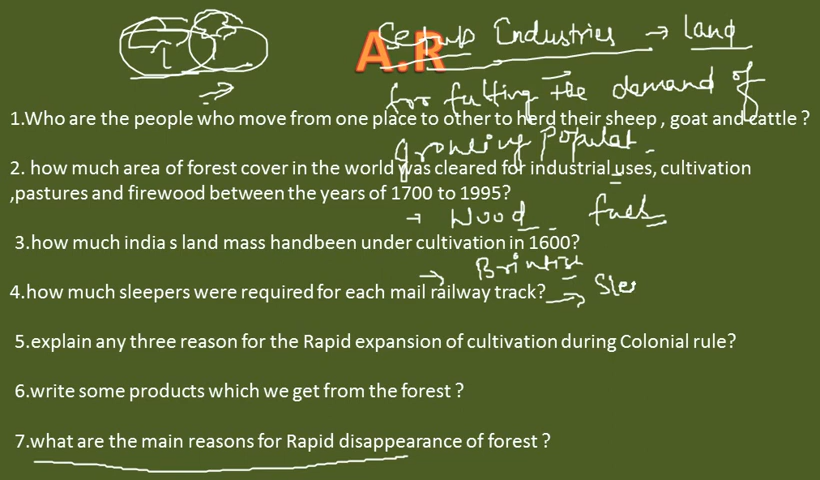 Setup Industries → land
A.R
for fulting the demand of
1.Who are the people who move from one place to other to herd their sheep , goat and cattle ?
growing Populat.
2. how much area of forest cover in the world was cleared for industrial uses, cultivation
,pastures and firewood between the years of 1700 to 1995?
→ Wood fuel
3.how much india s land mass handbeen under cultivation in 1600?
→ British
4.how much sleepers were required for each mail railway track? → Slee
5.explain any three reason for the Rapid expansion of cultivation during Colonial rule?
6.write some products which we get from the forest ?
7.what are the main reasons for Rapid disappearance of forest ?